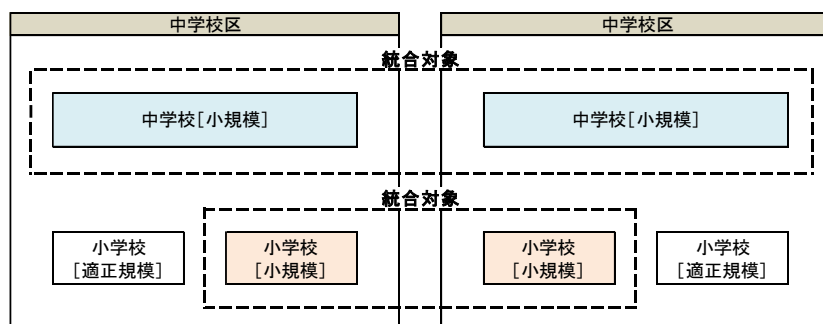 中学校区
中学校区
統合対象
中学校[小規模]
中学校[小規模]
統合対象
小学校
[適正規模]
小学校
[小規模]
小学校
[小規模]
小学校
[適正規模]